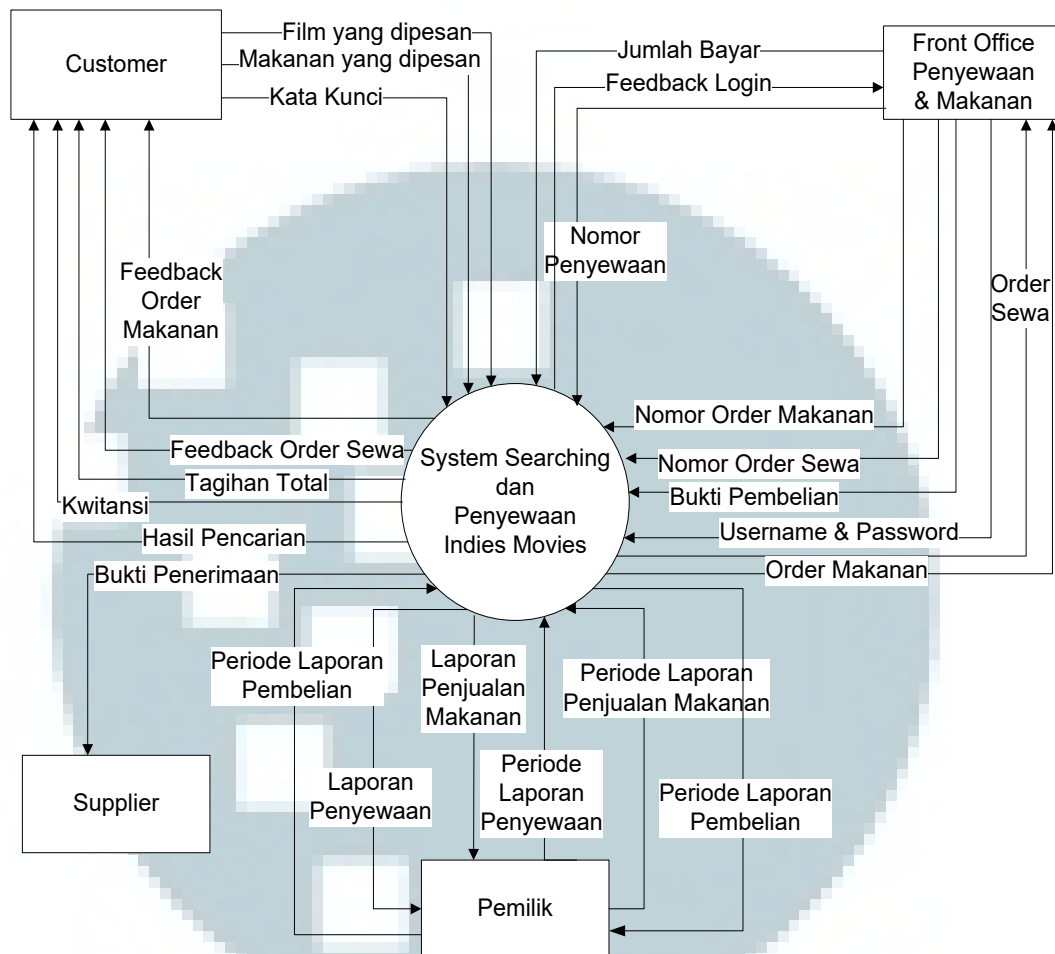 Customer
Film yang dipesan
Makanan yang dipesan
Kata Kunci
Jumlah Bayar
Feedback Login
Front Office
Penyewaan
& Makanan
Nomor
Penyewaan
Feedback
Order
Makanan
Order
Sewa
Nomor Order Makanan
Feedback Order Sewa
Nomor Order Sewa
Tagihan Total
Bukti Pembelian
Kwitansi
Hasil Pencarian
Username & Password
Bukti Penerimaan
Order Makanan
System Searching
dan
Penyewaan
Indies Movies
Periode Laporan
Pembelian
Laporan
Penjualan
Makanan
Periode Laporan
Penjualan Makanan
Laporan
Penyewaan
Periode
Laporan
Penyewaan
Periode Laporan
Pembelian
Supplier
Pemilik